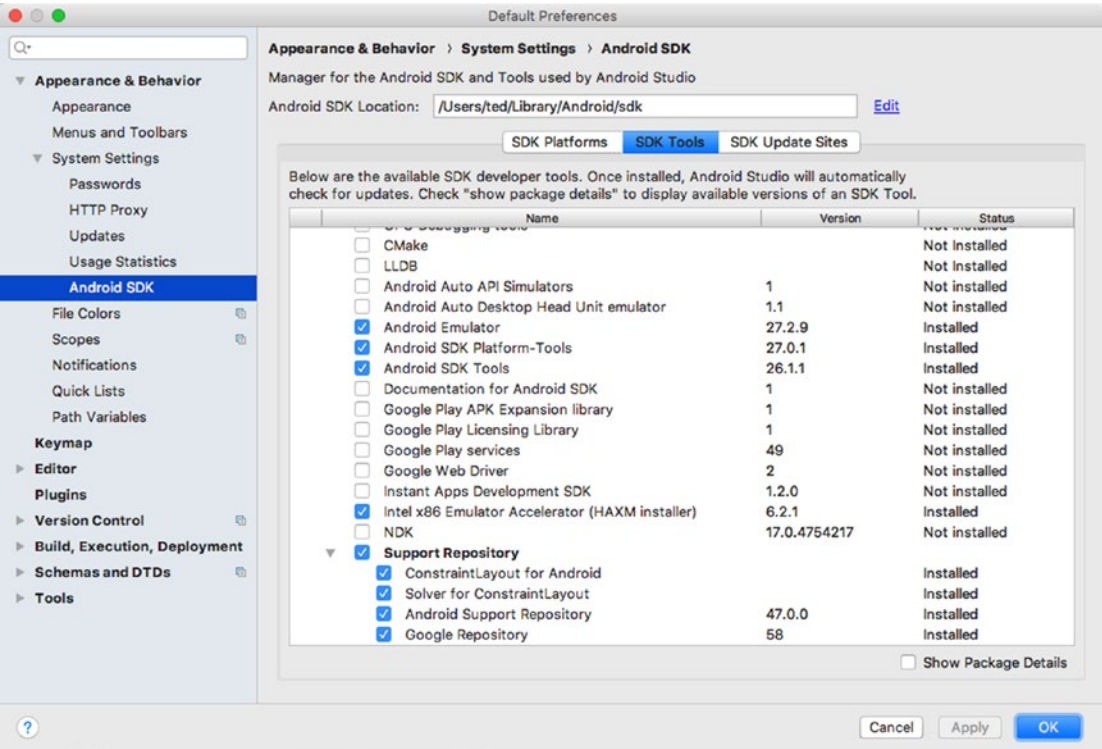 Default Preferences
Appearance & Behavior
Appearance
Menus and Toolbars
System Settings
Passwords
HTTP Proxy
Updates
Usage Statistics
Android SDK
File Colors
Scopes
Notifications
Quick Lists
Path Variables
Keymap
Editor
Plugins
Version Control
Build, Execution, Deployment
Schemas and DTDs
Tools
Appearance & Behavior › System Settings › Android SDK
Manager for the Android SDK and Tools used by Android Studio
Android SDK Location: /Users/ted/Library/Android/sdk Edit
SDK Platforms SDK Tools SDK Update Sites
Below are the available SDK developer tools. Once installed, Android Studio will automatically
check for updates. Check "show package details" to display available versions of an SDK Tool.
Name Version Status
GPU Debugging tools Not Installed
CMake Not Installed
LLDB Not Installed
Android Auto API Simulators 1 Not installed
Android Auto Desktop Head Unit emulator 1.1 Not installed
Android Emulator 27.2.9 Installed
Android SDK Platform-Tools 27.0.1 Installed
Android SDK Tools 26.1.1 Installed
Documentation for Android SDK 1 Not installed
Google Play APK Expansion library 1 Not installed
Google Play Licensing Library 1 Not installed
Google Play services 49 Not installed
Google Web Driver 2 Not installed
Instant Apps Development SDK 1.2.0 Not installed
Intel x86 Emulator Accelerator (HAXM installer) 6.2.1 Installed
NDK 17.0.4754217 Not installed
Support Repository
ConstraintLayout for Android Installed
Solver for ConstraintLayout Installed
Android Support Repository 47.0.0 Installed
Google Repository 58 Installed
Show Package Details
? Cancel Apply OK